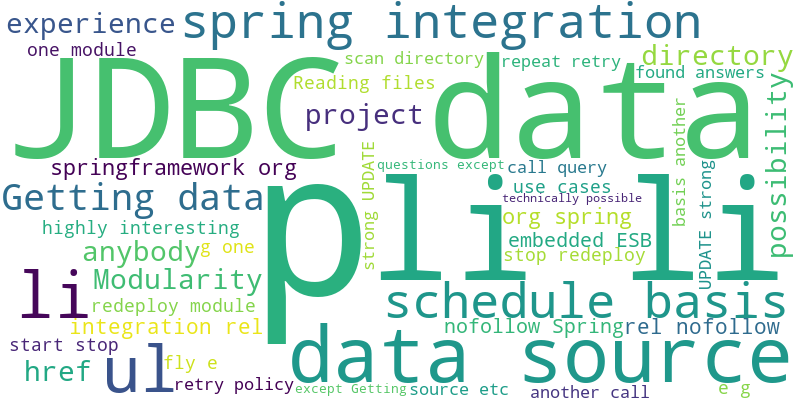 experience
spring integration
one module
JDBC data
scan directory
repeat retry
directory
found answers
Reading files
project
possibility
springframework org
strong UPDATE
questions except
call query
basis another
Getting data
pli li
use cases
technically possible
org spring
UPDATE strong
highly interesting
anybody
g one
embedded ESB
stop redeploy
li
Modularity
schedule basis
redeploy module
integration rel
nofollow Spring
rel nofollow
data source
start stop
href
ul
fly e
retry policy
except Getting
source etc
another call
e g